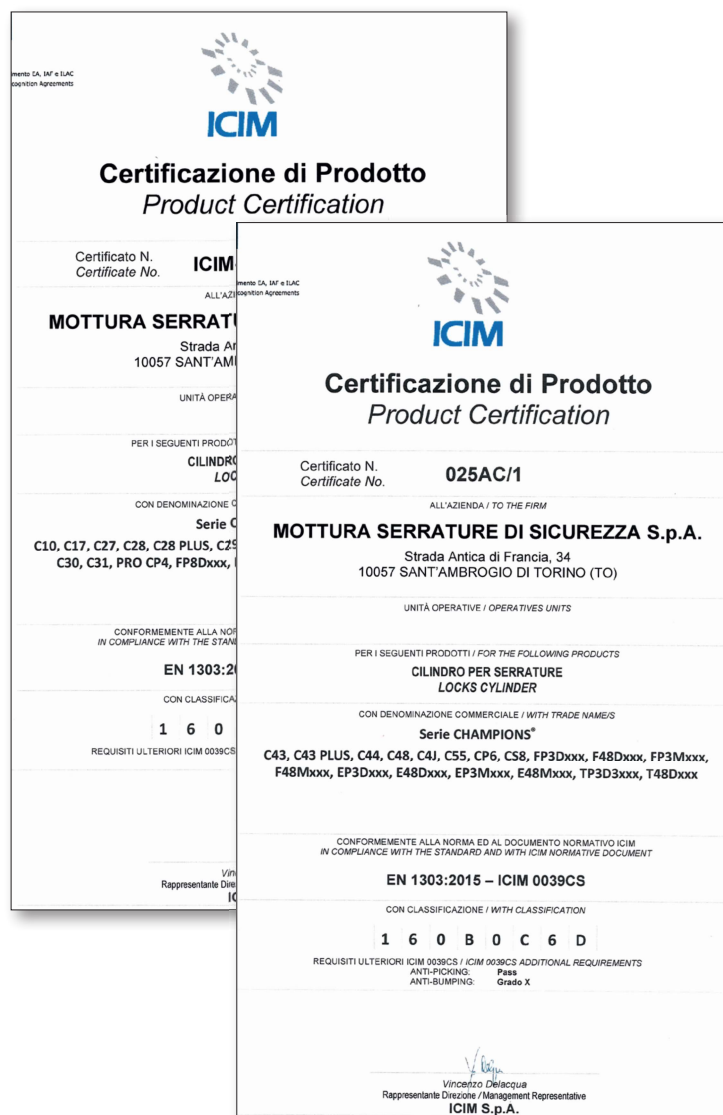 mento EA, IAF e ILAC
cognition Agreements
ICIM
Certificazione di Prodotto
Product Certification
Certificato N.
Certificate No.
ICIM
ALL'AZI
MOTTURA SERRATU
Strada An
10057 SANT'AMB
UNITÀ OPERA
PER I SEGUENTI PRODOT
CILINDRO
LOC
CON DENOMINAZIONE C
Serie C
C10, C17, C27, C28, C28 PLUS, C29
C30, C31, PRO CP4, FP8Dxxx,
CONFORMEMENTE ALLA NOR
IN COMPLIANCE WITH THE STAN
EN 1303:20
CON CLASSIFICA
1 6 0
REQUISITI ULTERIORI ICIM 0039CS
Vin
Rappresentante Dire
IC
mento EA, IAF e ILAC
cognition Agreements
ICIM
Certificazione di Prodotto
Product Certification
Certificato N.
Certificate No.
025AC/1
ALL'AZIENDA / TO THE FIRM
MOTTURA SERRATURE DI SICUREZZA S.p.A.
Strada Antica di Francia, 34
10057 SANT'AMBROGIO DI TORINO (TO)
UNITÀ OPERATIVE / OPERATIVES UNITS
PER I SEGUENTI PRODOTTI / FOR THE FOLLOWING PRODUCTS
CILINDRO PER SERRATURE
LOCKS CYLINDER
CON DENOMINAZIONE COMMERCIALE / WITH TRADE NAME/S
Serie CHAMPIONS®
C43, C43 PLUS, C44, C48, C4J, C55, CP6, CS8, FP3Dxxx, F48Dxxx, FP3Mxxx,
F48Mxxx, EP3Dxxx, E48Dxxx, EP3Mxxx, E48Mxxx, TP3D3xxx, T48Dxxx
CONFORMEMENTE ALLA NORMA ED AL DOCUMENTO NORMATIVO ICIM
IN COMPLIANCE WITH THE STANDARD AND WITH ICIM NORMATIVE DOCUMENT
EN 1303:2015 – ICIM 0039CS
CON CLASSIFICAZIONE / WITH CLASSIFICATION
1 6 0 B 0 C 6 D
REQUISITI ULTERIORI ICIM 0039CS / ICIM 0039CS ADDITIONAL REQUIREMENTS
ANTI-PICKING: Pass
ANTI-BUMPING: Grado X
Vincenzo Delacqua
Rappresentante Direzione / Management Representative
ICIM S.p.A.